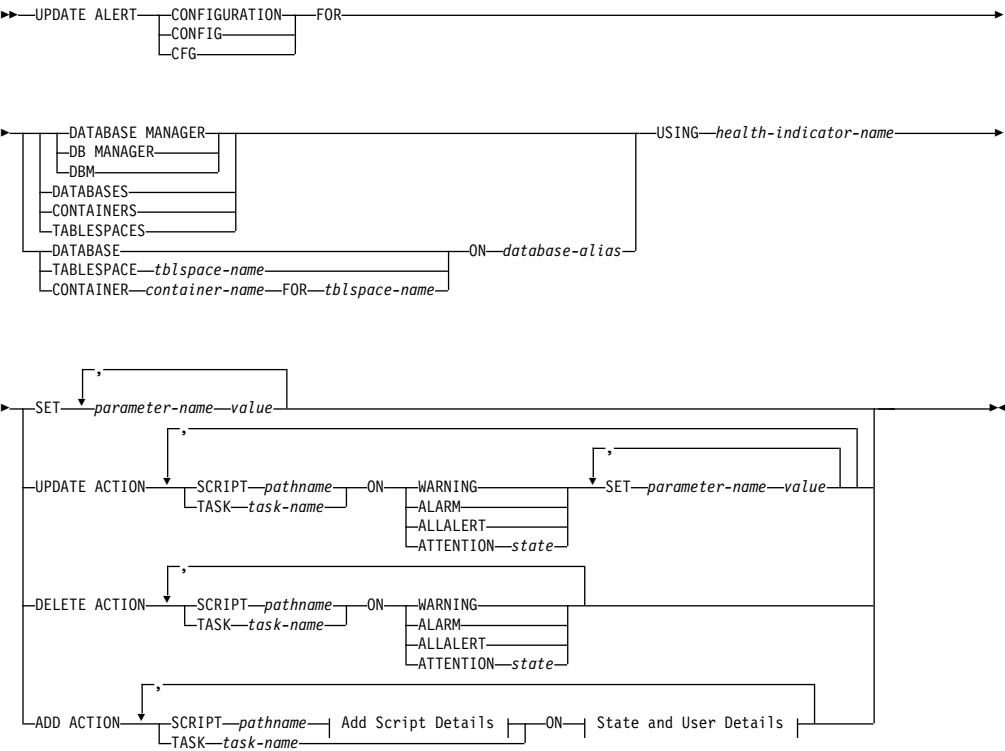 UPDATE ALERT CONFIGURATION FOR
CONFIG
CFG
DATABASE MANAGER USING health-indicator-name
DB MANAGER
DBM
DATABASES
CONTAINERS
TABLESPACES
DATABASE ON database-alias
TABLESPACE tblspace-name
CONTAINER container-name FOR tblspace-name
,
SET parameter-name value
,
,
UPDATE ACTION SCRIPT pathname ON WARNING SET parameter-name value
TASK task-name ALARM
ALLALERT
ATTENTION state
,
DELETE ACTION SCRIPT pathname ON WARNING
TASK task-name ALARM
ALLALERT
ATTENTION state
,
ADD ACTION SCRIPT pathname Add Script Details ON State and User Details
TASK task-name